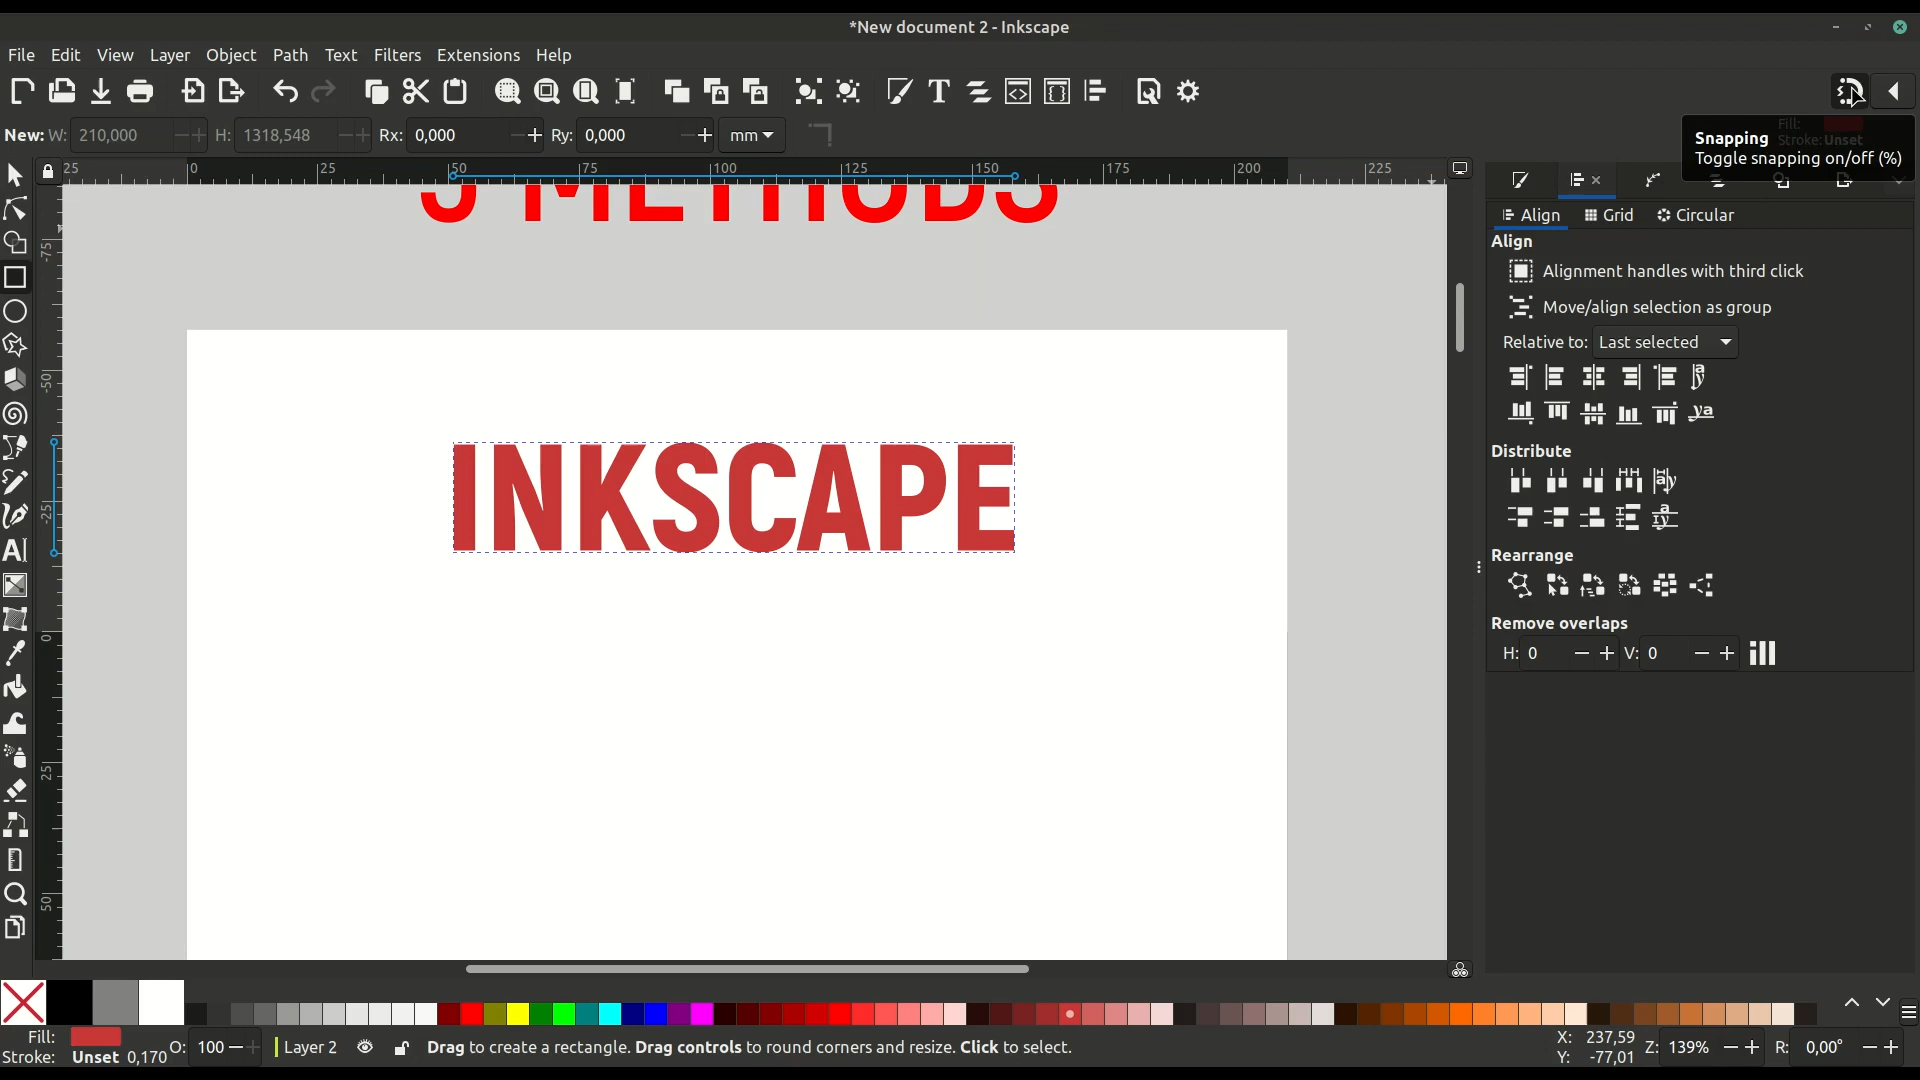 *New document 2 - Inkscape
File Edit View Layer Object Path Text Filters Extensions Help
New: W: 210,000 H: 1318,548 Rx: 0,000 Ry: 0,000 mm
Fill:
Snapping Stroke: Unset
Toggle snapping on/off (%)
25 0 25 50 75 100 125 150 175 200 225
-75
-50
-25
0
25
50
METHODS
INKSCAPE
Align Grid Circular
Align
Alignment handles with third click
Move/align selection as group
Relative to: Last selected
Distribute
Rearrange
Remove overlaps
H: 0 V: 0
Fill:
Stroke: Unset 0,170 O: 100 Layer 2 Drag to create a rectangle. Drag controls to round corners and resize. Click to select.
X: 237,59
Y: -77,01
Z: 139% R: 0,00°